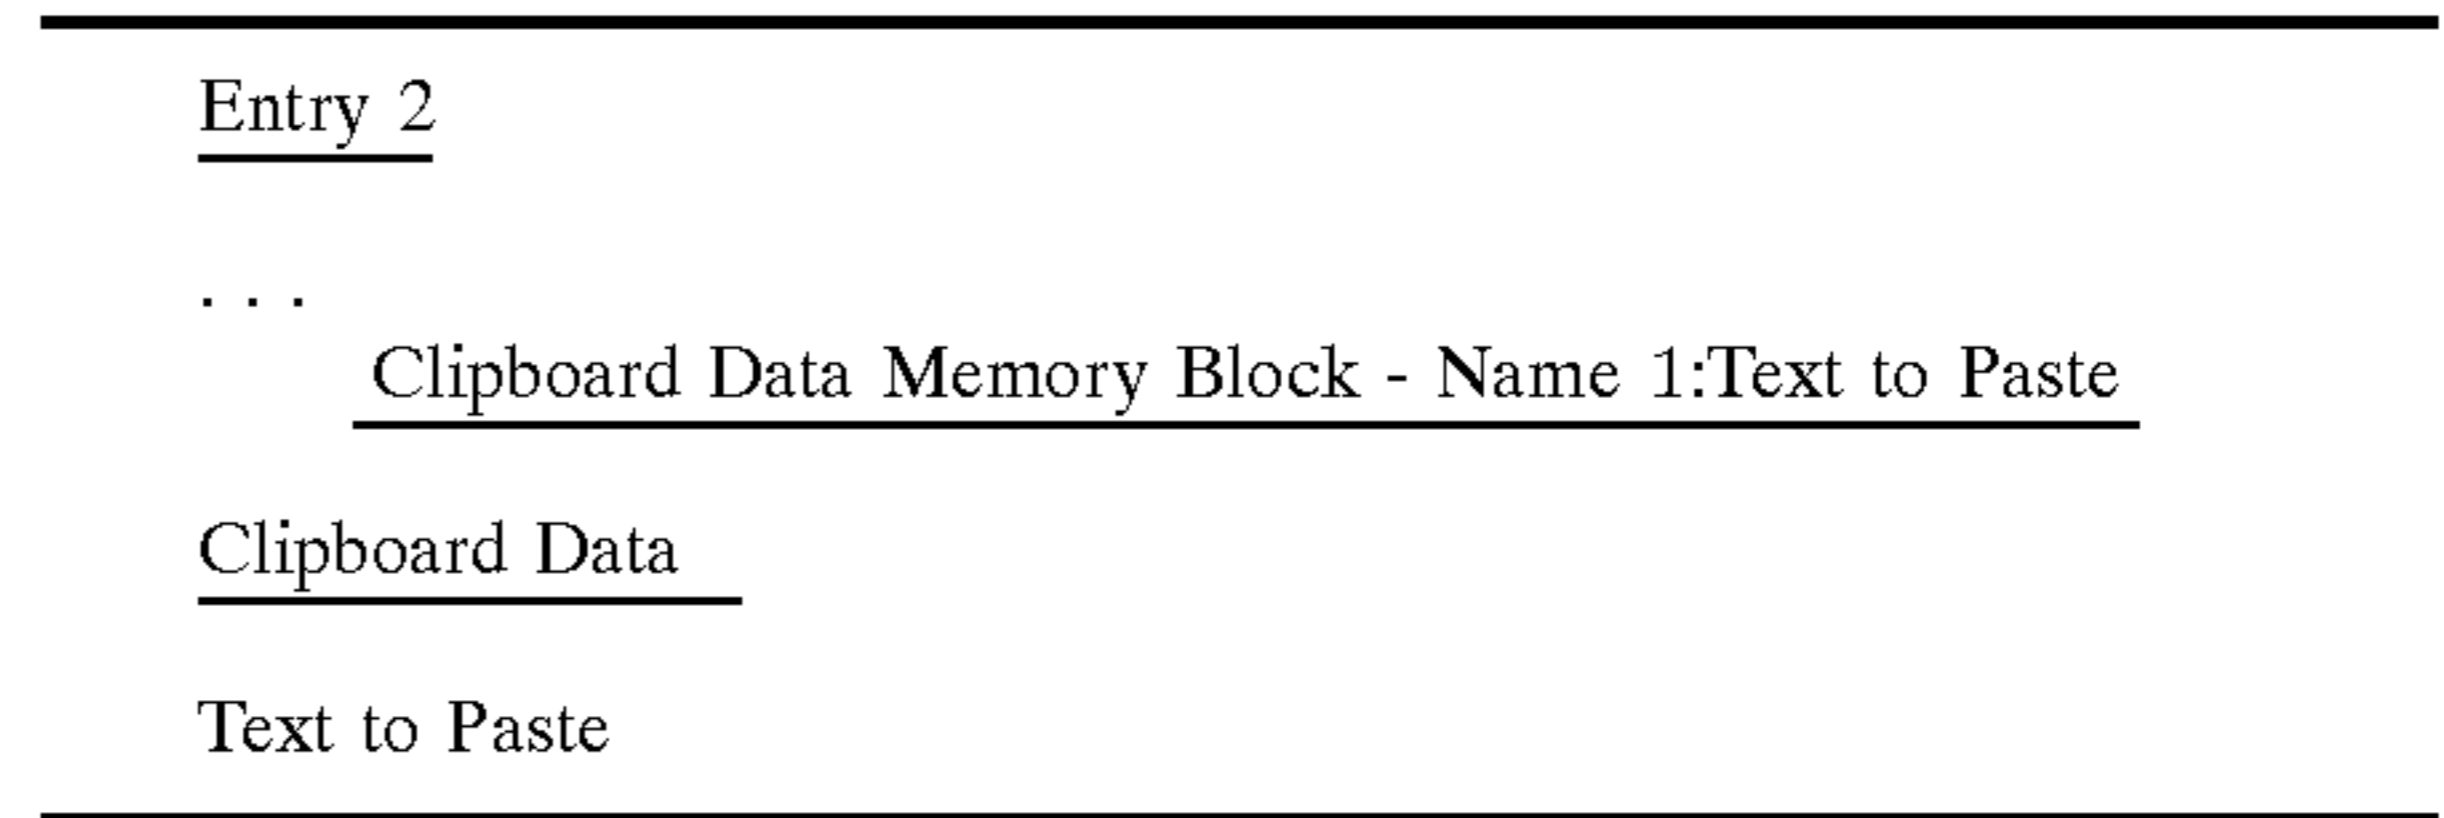 Entry 2
. . .
Clipboard Data Memory Block - Name 1:Text to Paste
Clipboard Data
Text to Paste